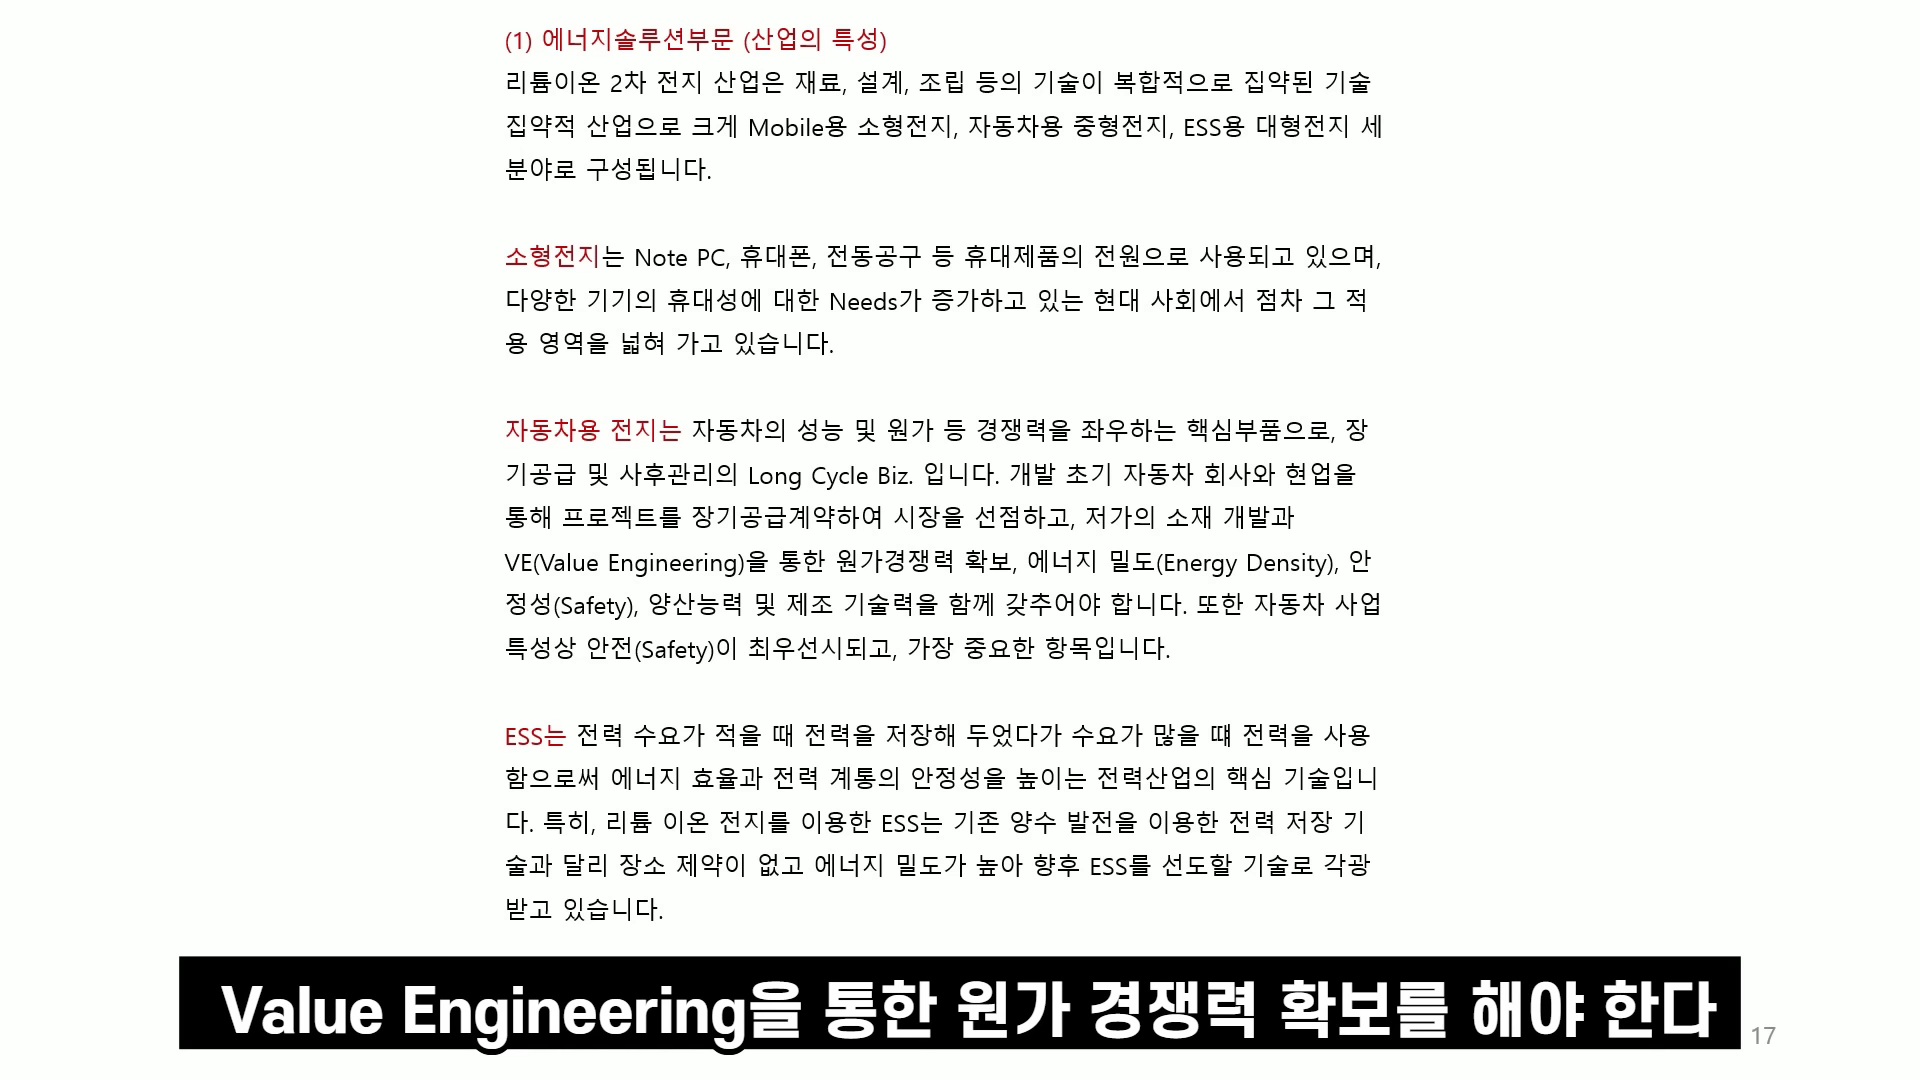 (1) 에너지솔루션부문 (산업의 특성)
리튬이온 2차 전지 산업은 재료, 설계, 조립 등의 기술이 복합적으로 집약된 기술
집약적 산업으로 크게 Mobile용 소형전지, 자동차용 중형전지, ESS용 대형전지 세
분야로 구성됩니다.
소형전지는 Note PC, 휴대폰, 전동공구 등 휴대제품의 전원으로 사용되고 있으며,
다양한 기기의 휴대성에 대한 Needs가 증가하고 있는 현대 사회에서 점차 그 적
용 영역을 넓혀 가고 있습니다.
자동차용 전지는 자동차의 성능 및 원가 등 경쟁력을 좌우하는 핵심부품으로, 장
기공급 및 사후관리의 Long Cycle Biz. 입니다. 개발 초기 자동차 회사와 현업을
통해 프로젝트를 장기공급계약하여 시장을 선점하고, 저가의 소재 개발과
VE(Value Engineering)을 통한 원가경쟁력 확보, 에너지 밀도(Energy Density), 안
정성(Safety), 양산능력 및 제조 기술력을 함께 갖추어야 합니다. 또한 자동차 사업
특성상 안전(Safety)이 최우선시되고, 가장 중요한 항목입니다.
ESS는 전력 수요가 적을 때 전력을 저장해 두었다가 수요가 많을 떄 전력을 사용
함으로써 에너지 효율과 전력 계통의 안정성을 높이는 전력산업의 핵심 기술입니
다. 특히, 리튬 이온 전지를 이용한 ESS는 기존 양수 발전을 이용한 전력 저장 기
술과 달리 장소 제약이 없고 에너지 밀도가 높아 향후 ESS를 선도할 기술로 각광
받고 있습니다.
Value Engineering을 통한 원가 경쟁력 확보를 해야 한다
17